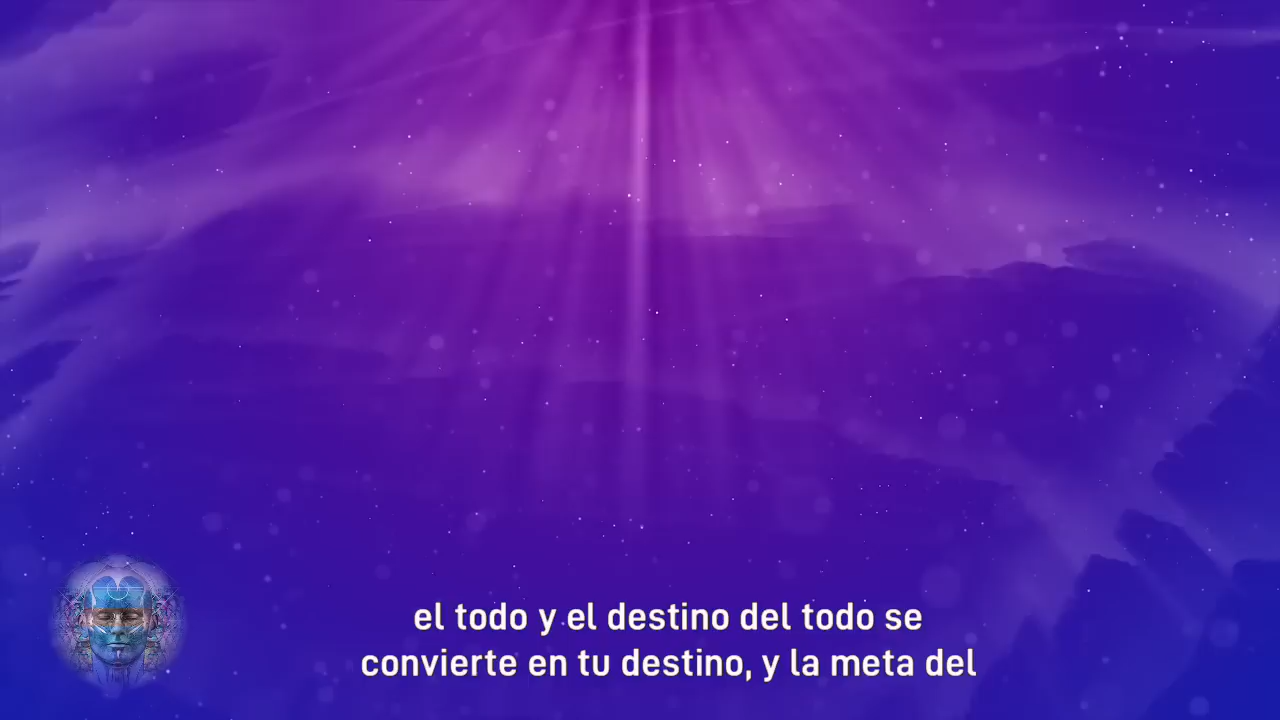 el todo y el destino del todo se
convierte en tu destino, y la meta del